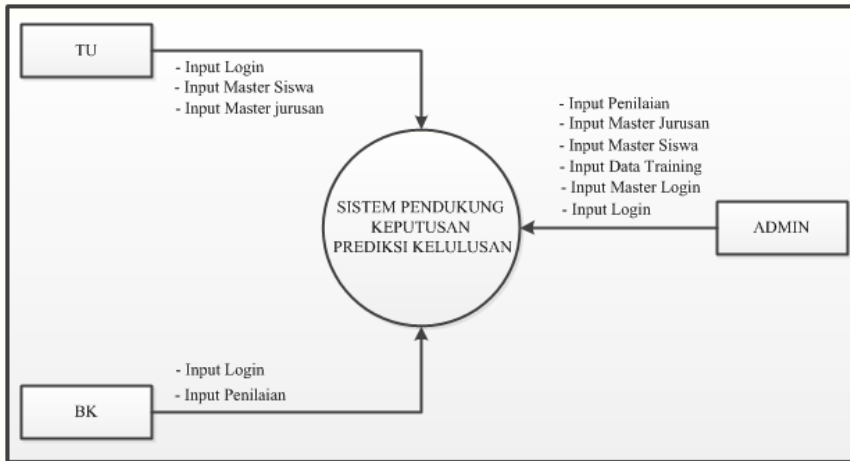 TU
- Input Login
- Input Master Siswa
- Input Master jurusan
- Input Penilaian
- Input Master Jurusan
- Input Master Siswa
- Input Data Training
- Input Master Login
- Input Login
SISTEM PENDUKUNG
KEPUTUSAN
PREDIKSI KELULUSAN
ADMIN
- Input Login
- Input Penilaian
BK